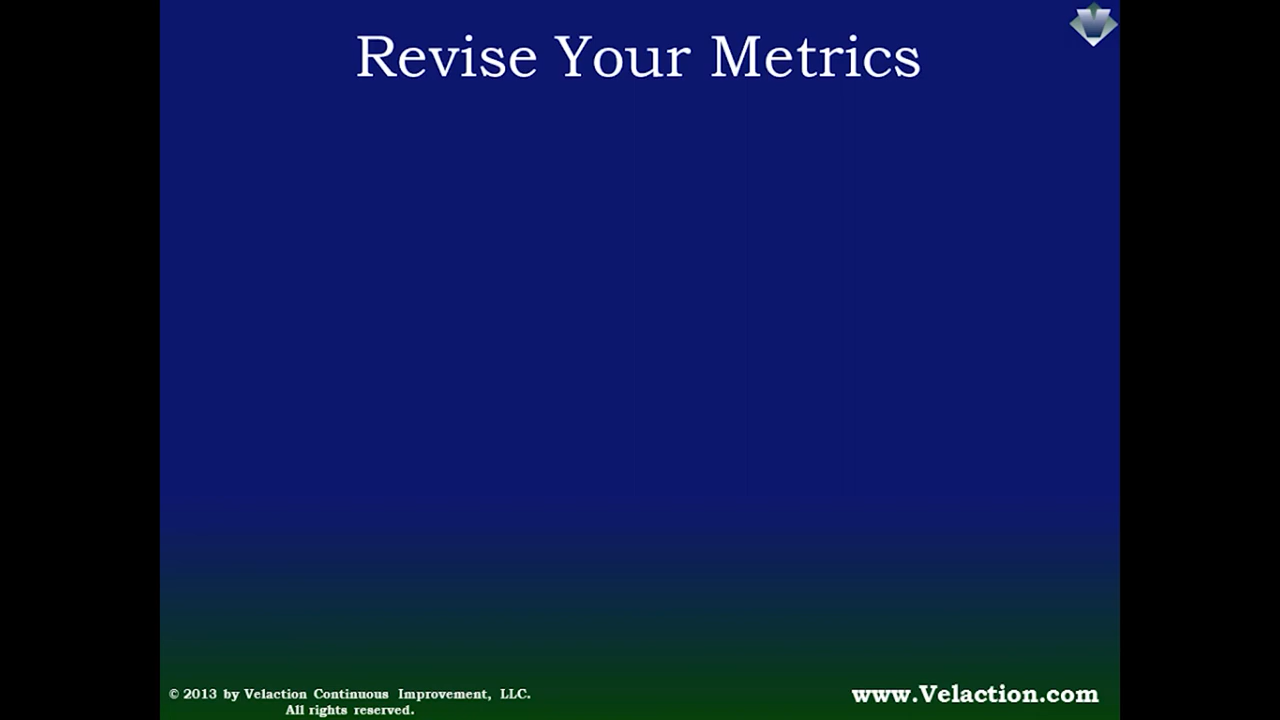 Revise Your Metrics
© 2013 by Velaction Continuous Improvement, LLC.
All rights reserved.
www.Velaction.com